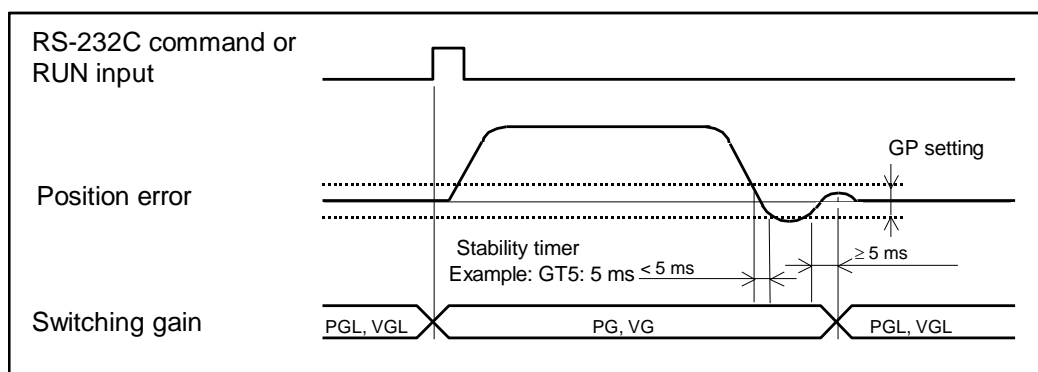 RS-232C command or
RUN input
GP setting
Position error
Stability timer
Example: GT5: 5 ms
< 5 ms
≥ 5 ms
Switching gain
PGL, VGL
PG, VG
PGL, VGL